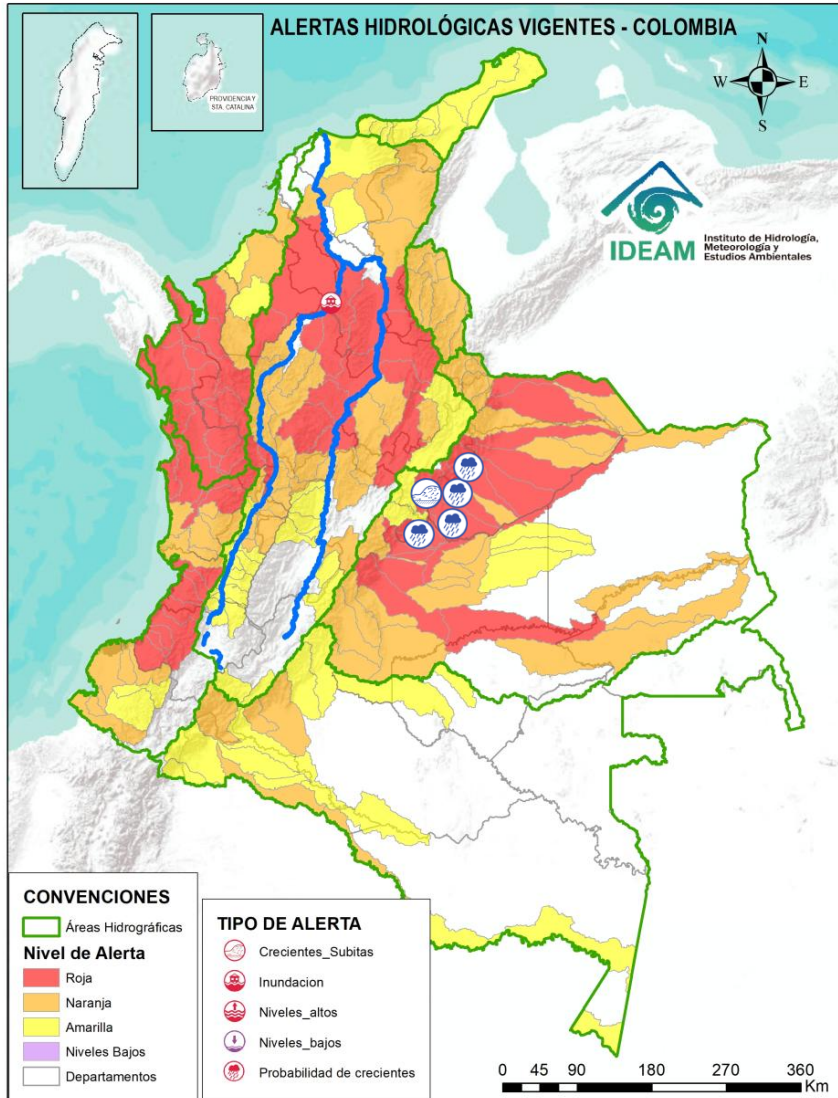 ALERTAS HIDROLÓGICAS VIGENTES - COLOMBIA
PROVIDENCIA Y
STA. CATALINA
N
W
E
S
IDEAM
Instituto de Hidrología,
Meteorología y
Estudios Ambientales
CONVENCIONES
Áreas Hidrográficas
Nivel de Alerta
Roja
Naranja
Amarilla
Niveles Bajos
Departamentos
TIPO DE ALERTA
Crecientes_Subitas
Inundacion
Niveles_altos
Niveles_bajos
Probabilidad de crecientes
0 45 90 180 270 360
Km